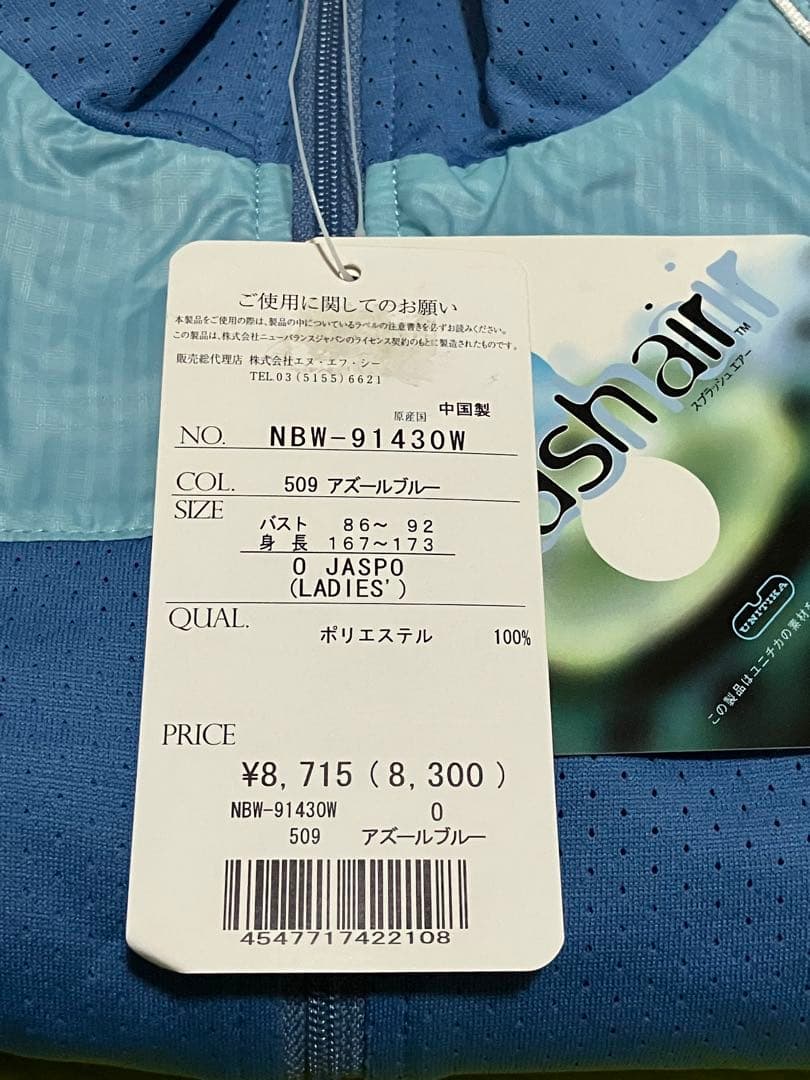 ご使用に関してのお願い
本製品をご使用の際は、製品の中についているラベルの注意書きを必ずお読みください。
この製品は、株式会社ニューバランスジャパンのライセンス契約のもとに製造されたものです。
販売総代理店 株式会社エヌ・エフ・シー
TEL.03(5155)6621
原産国 中国製
NO. NBW-91430W
COL. 509 アズールブルー
SIZE
バスト 86~ 92
身長 167~173
O JASPO
(LADIES')
QUAL.
ポリエステル 100%
PRICE
¥8,715(8,300)
NBW-91430W O
509 アズールブルー
4547717422108
ash air™
スプラッシュ エアー
UNITIKA
この製品はユニチカの素材